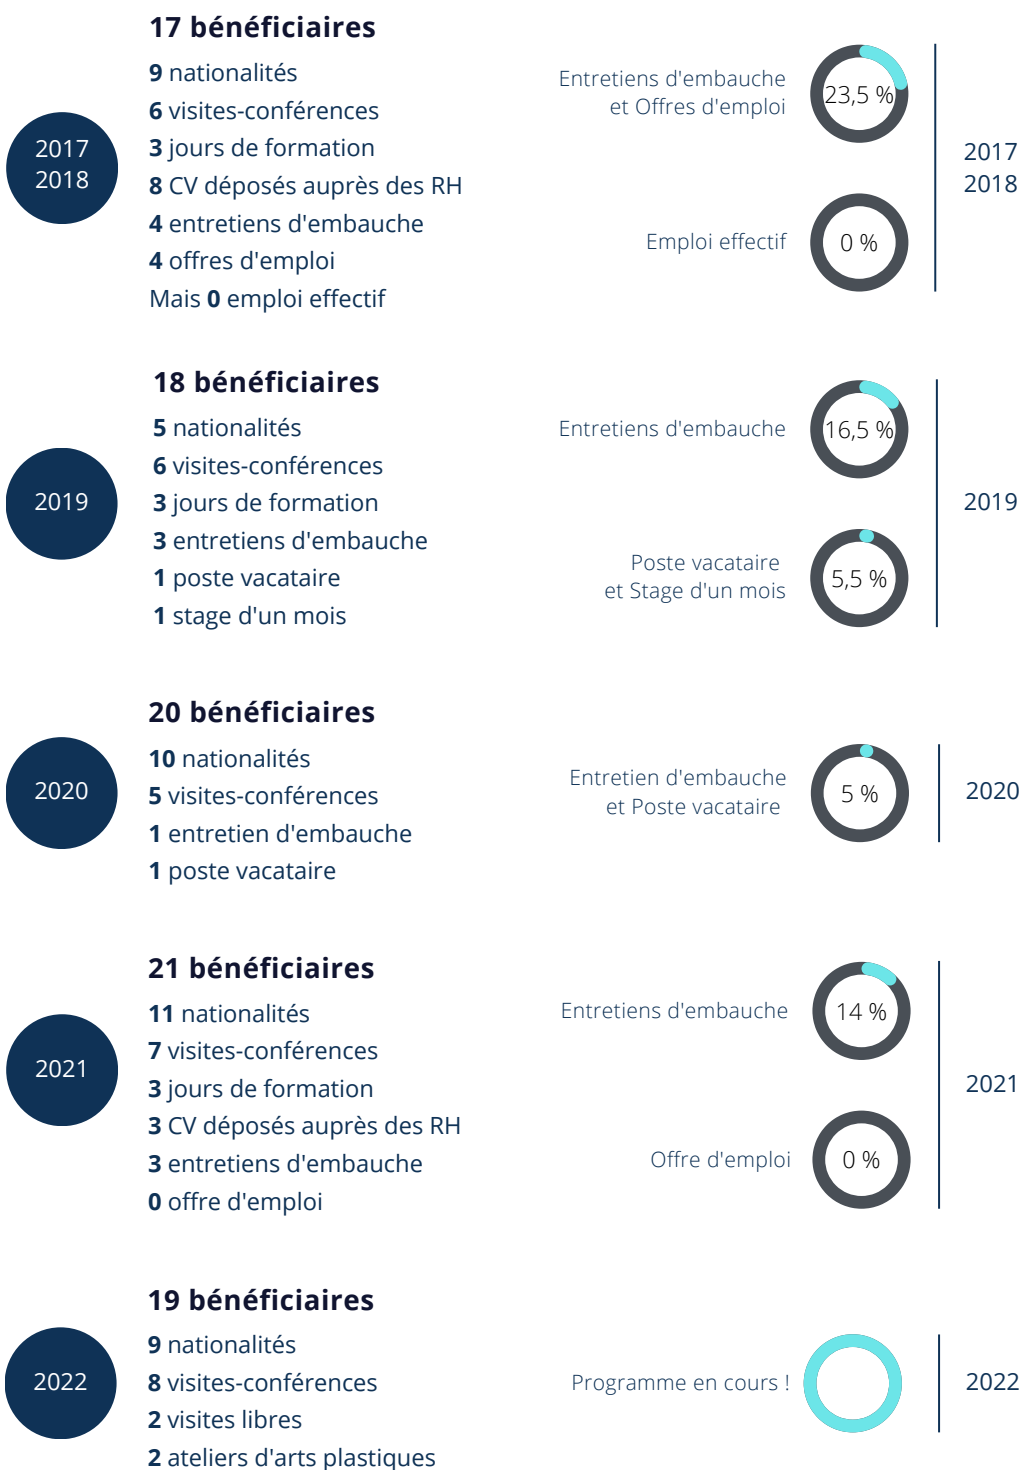 2017
2018
17 bénéficiaires
9 nationalités
6 visites-conférences
3 jours de formation
8 CV déposés auprès des RH
4 entretiens d'embauche
4 offres d'emploi
Mais 0 emploi effectif
Entretiens d'embauche
et Offres d'emploi
23,5 %
Emploi effectif
0 %
2017
2018
2019
18 bénéficiaires
5 nationalités
6 visites-conférences
3 jours de formation
3 entretiens d'embauche
1 poste vacataire
1 stage d'un mois
Entretiens d'embauche
16,5 %
Poste vacataire
et Stage d'un mois
5,5 %
2019
2020
20 bénéficiaires
10 nationalités
5 visites-conférences
1 entretien d'embauche
1 poste vacataire
Entretien d'embauche
et Poste vacataire
5 %
2020
2021
21 bénéficiaires
11 nationalités
7 visites-conférences
3 jours de formation
3 CV déposés auprès des RH
3 entretiens d'embauche
0 offre d'emploi
Entretiens d'embauche
14 %
Offre d'emploi
0 %
2021
2022
19 bénéficiaires
9 nationalités
8 visites-conférences
2 visites libres
2 ateliers d'arts plastiques
Programme en cours !
2022